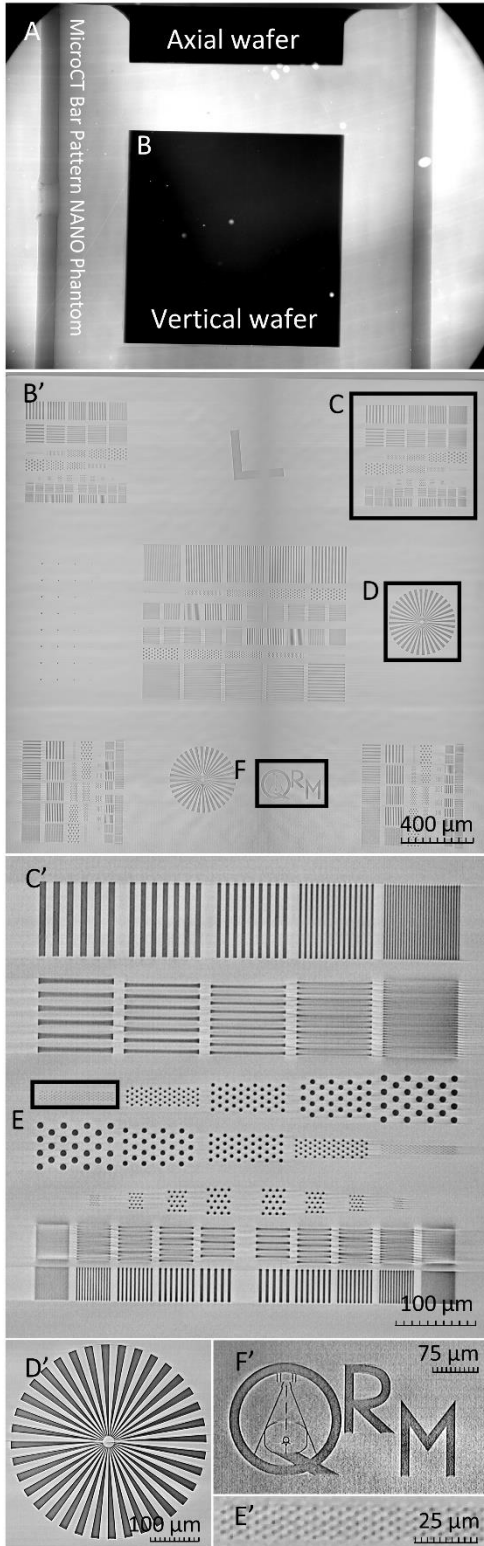 A
Axial wafer
MicroCT Bar Pattern NANO Phantom
B
Vertical wafer
B’
C
D
F
400 µm
C’
E
100 µm
D’
100 µm
F’
75 µm
QRM
E’
25 µm